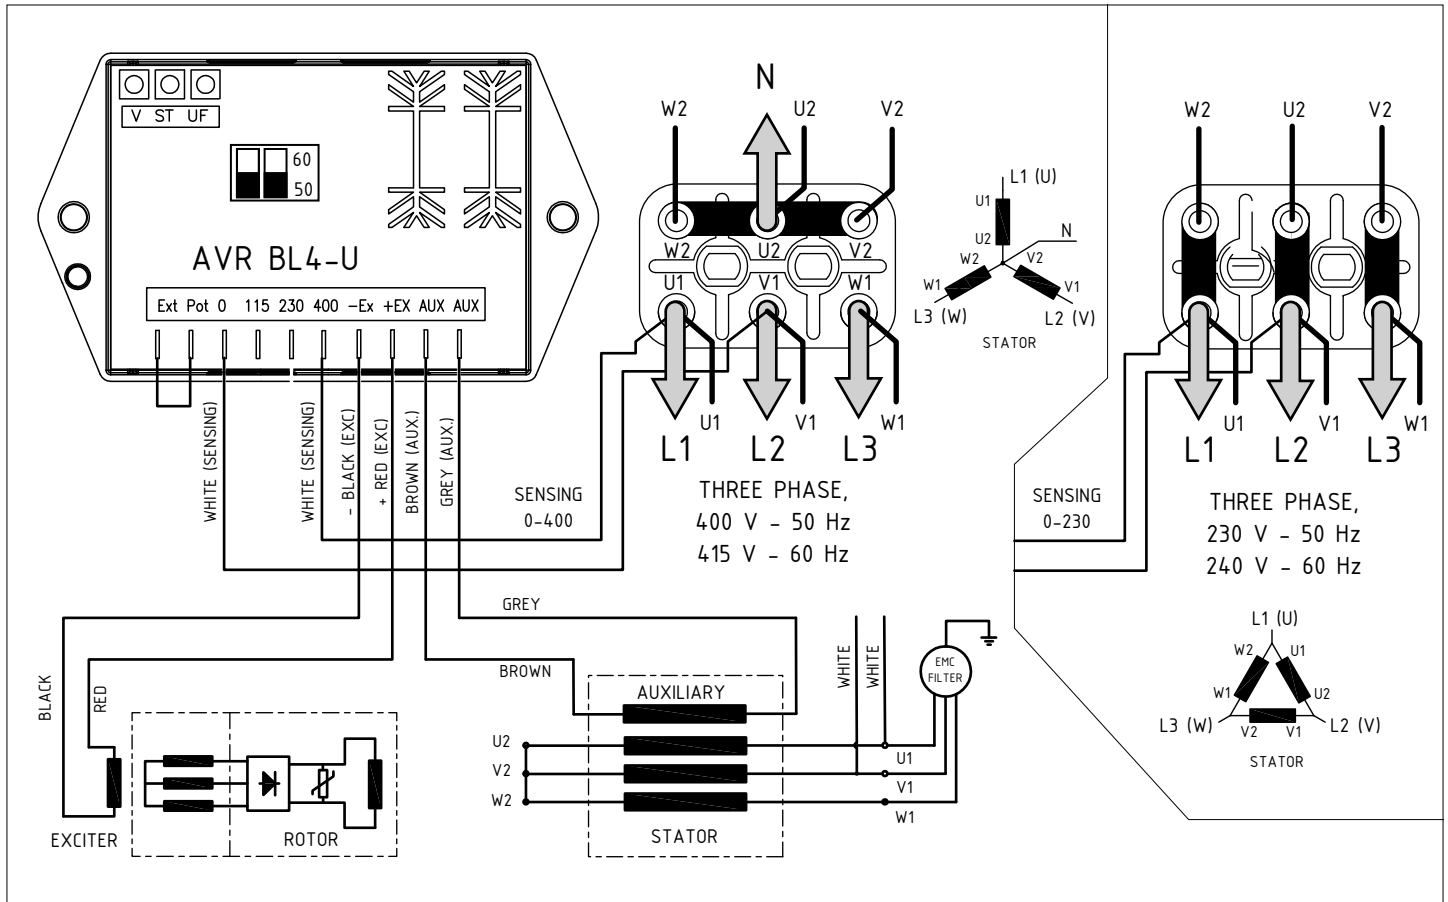 V ST UF
60
50
AVR BL4-U
Ext Pot 0 115 230 400 -Ex +EX AUX AUX
WHITE (SENSING)
WHITE (SENSING)
- BLACK (EXC)
+ RED (EXC)
BROWN (AUX.)
GREY (AUX.)
N
W2 U2 V2
W2 U2 V2
U1 V1 W1
U1 V1 W1
L1 L2 L3
SENSING
0-400
THREE PHASE,
400 V - 50 Hz
415 V - 60 Hz
L1 (U)
U1
U2
N
W2 V2
W1 V1
L3 (W) L2 (V)
STATOR
W2 U2 V2
U1 V1 W1
L1 L2 L3
SENSING
0-230
THREE PHASE,
230 V - 50 Hz
240 V - 60 Hz
L1 (U)
W2 U1
W1 U2
L3 (W) V2 V1 L2 (V)
STATOR
GREY
BROWN
BLACK
RED
EXCITER
ROTOR
AUXILIARY
U2
V2
W2
STATOR
WHITE
WHITE
U1
V1
W1
EMC
FILTER